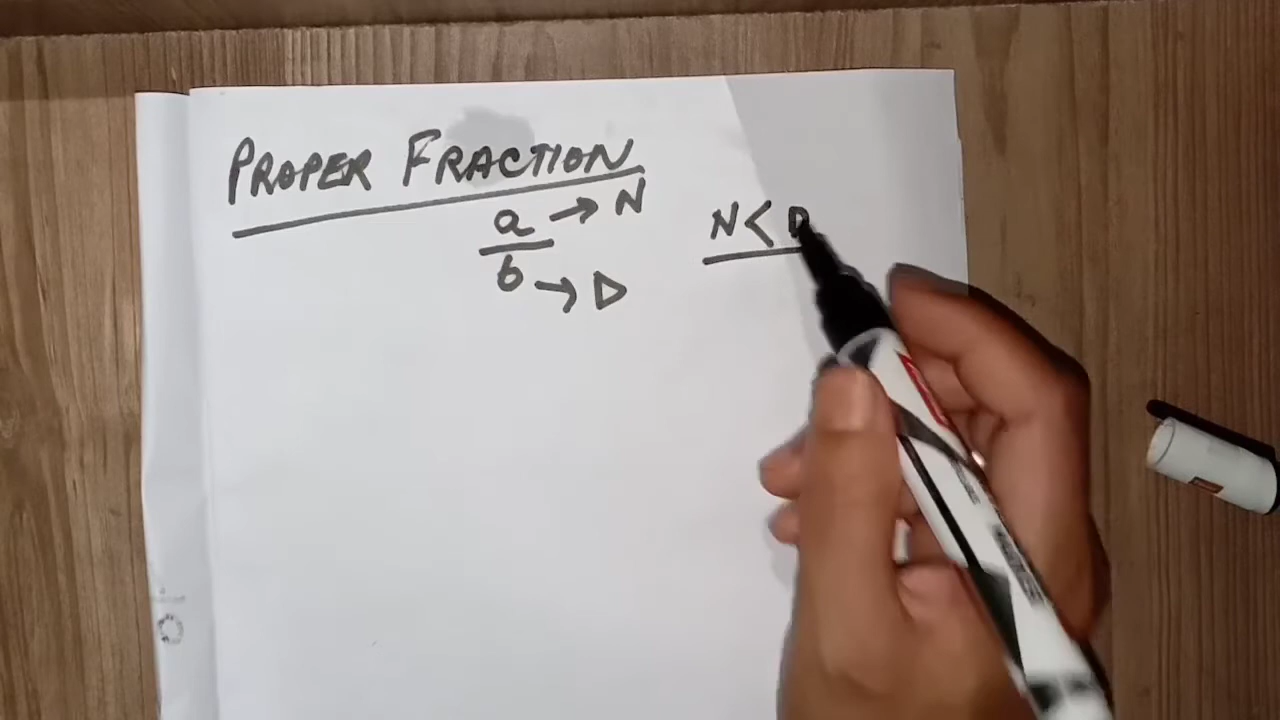 PROPER FRACTION
a → N
b → D
N < D